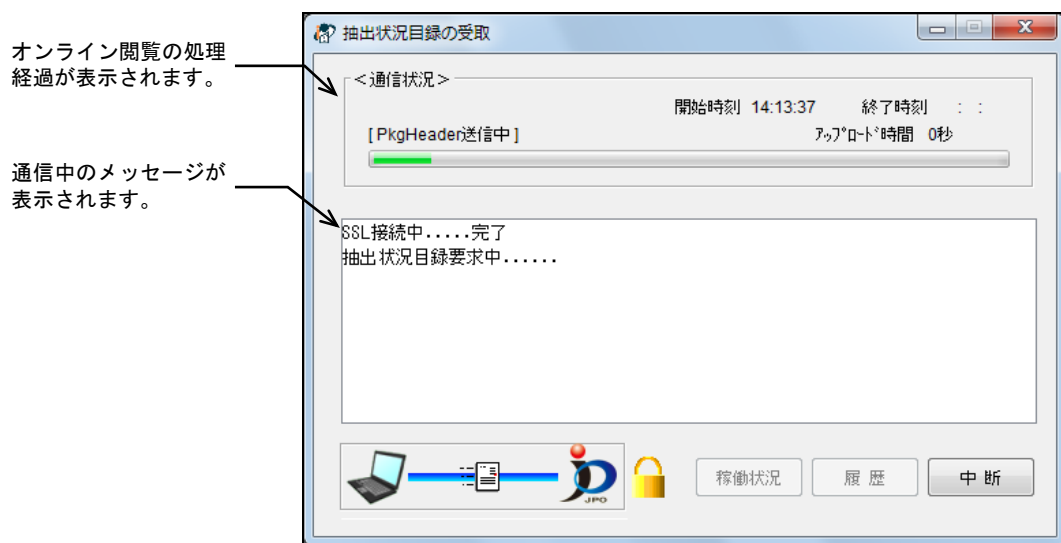 抽出状況目録の受取
オンライン閲覧の処理
経過が表示されます。
<通信状況>
開始時刻 14:13:37 終了時刻 : :
[PkgHeader送信中] ｱｯﾌﾟﾛｰﾄﾞ時間 0秒
通信中のメッセージが
表示されます。
SSL接続中.....完了
抽出状況目録要求中......
JPO
稼働状況 履 歴 中 断